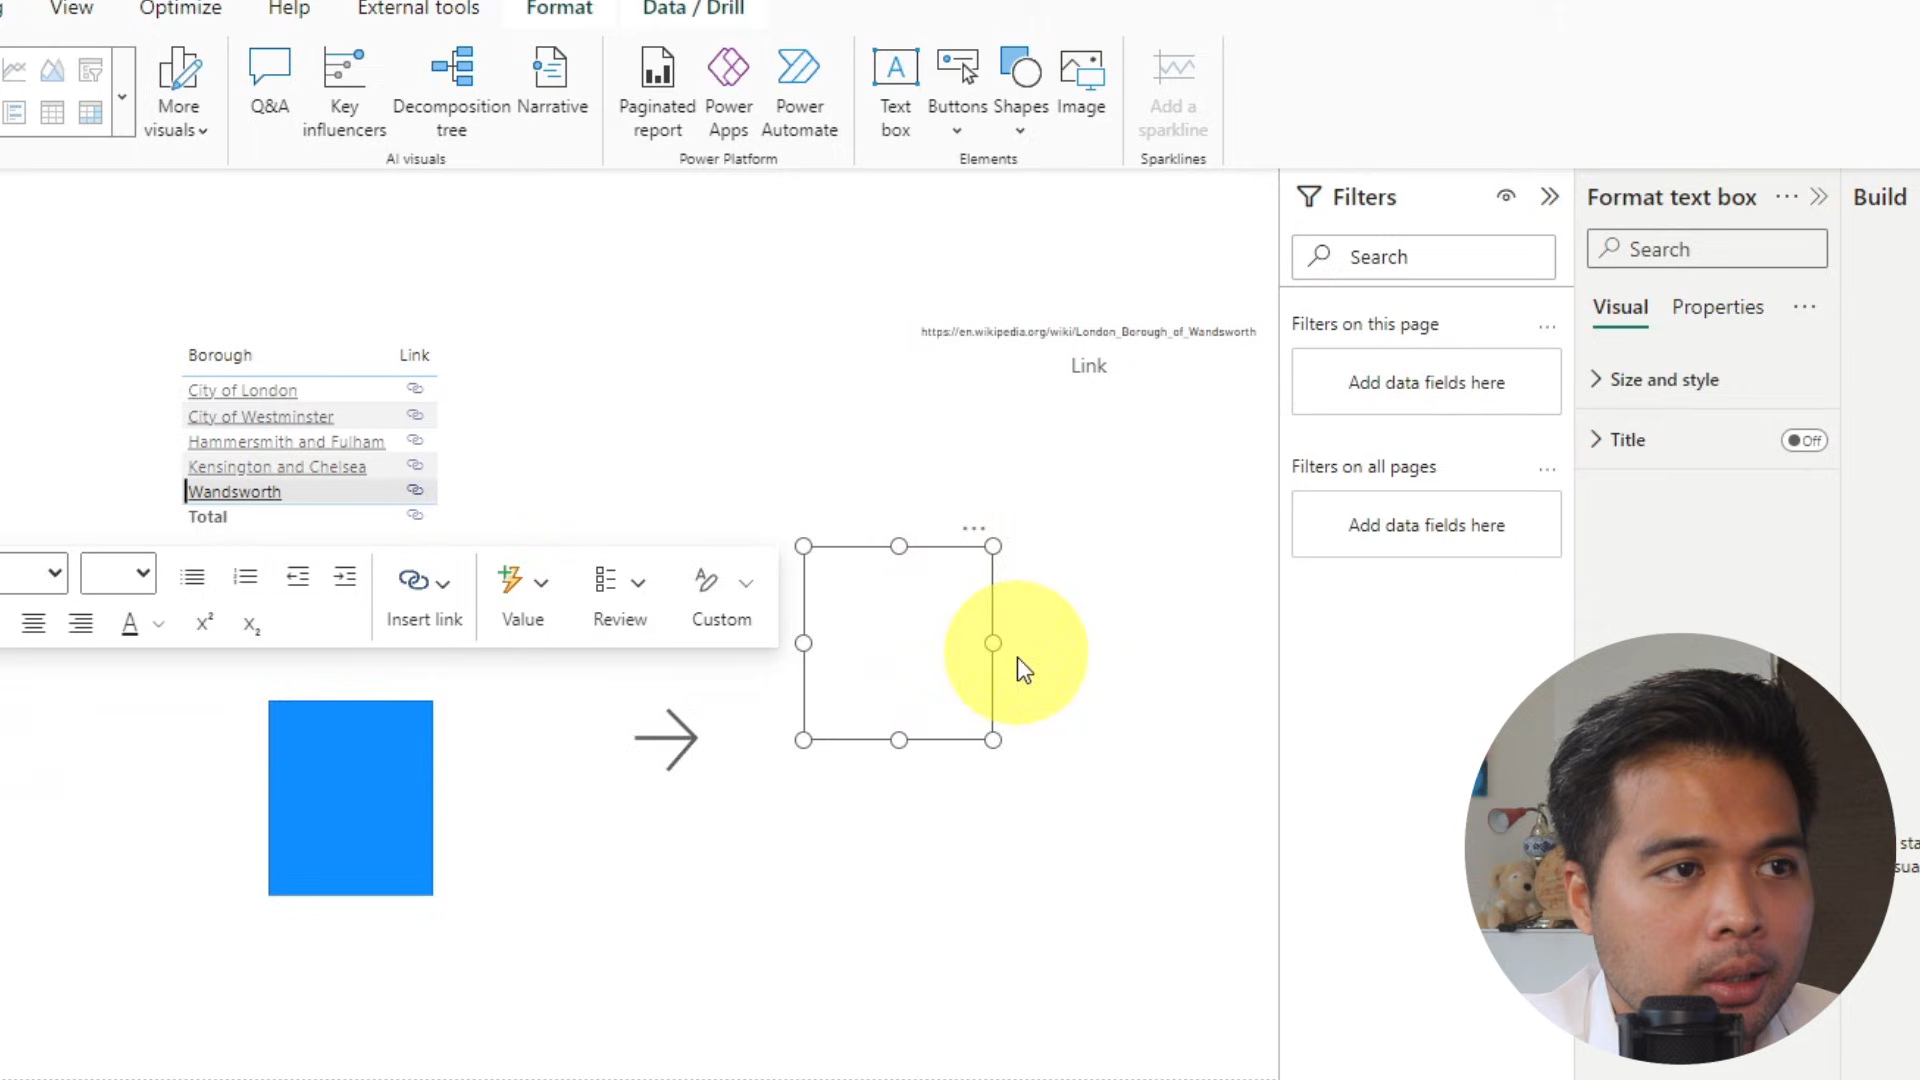 View Optimize Help External tools Format Data / Drill
More visuals
Q&A
Key influencers
Decomposition tree
Narrative
AI visuals
Paginated report
Power Apps
Power Automate
Power Platform
Text box
Buttons
Shapes
Image
Elements
Add a sparkline
Sparklines
Filters
Search
Filters on this page
Add data fields here
Filters on all pages
Add data fields here
Format text box
Search
Visual Properties
Size and style
Title Off
Build
https://en.wikipedia.org/wiki/London_Borough_of_Wandsworth
Link
Borough Link
City of London
City of Westminster
Hammersmith and Fulham
Kensington and Chelsea
Wandsworth
Total
Insert link
Value
Review
Custom